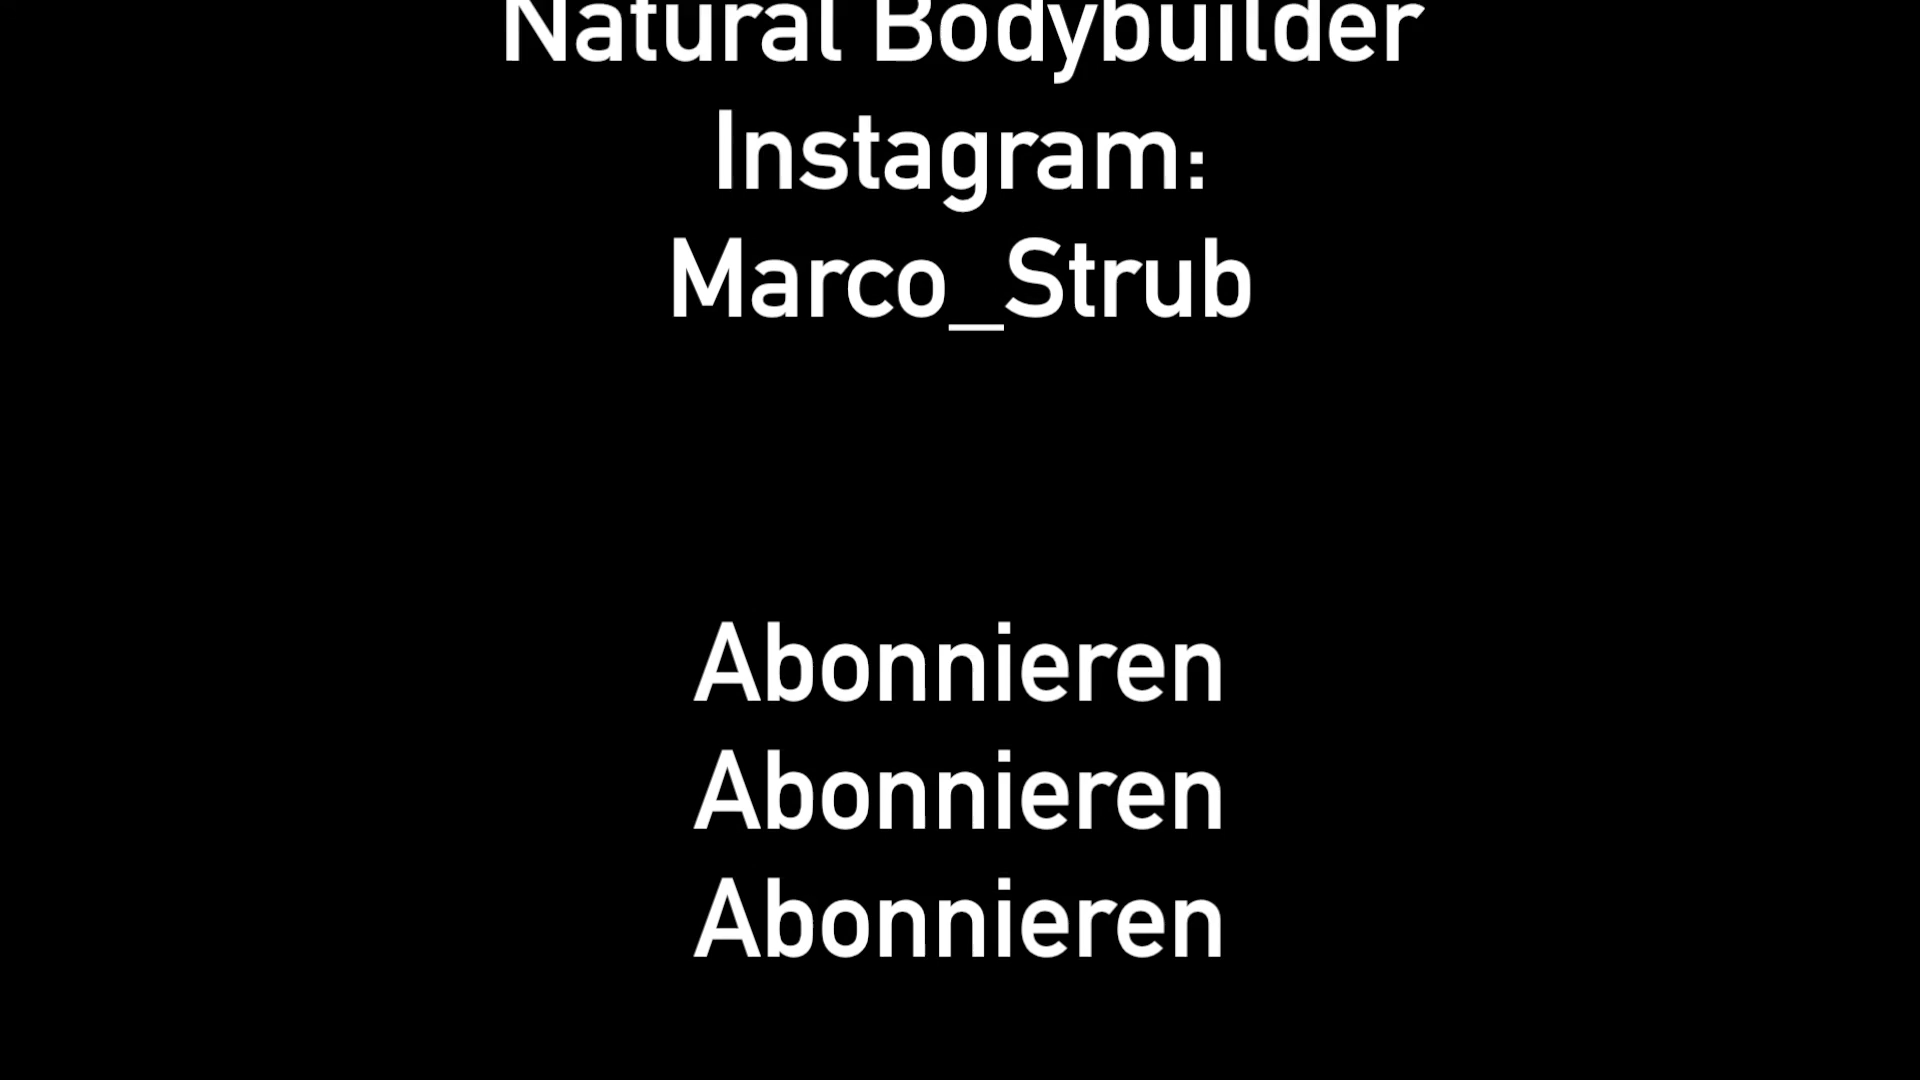 Natural Bodybuilder
Instagram:
Marco_Strub
Abonnieren
Abonnieren
Abonnieren